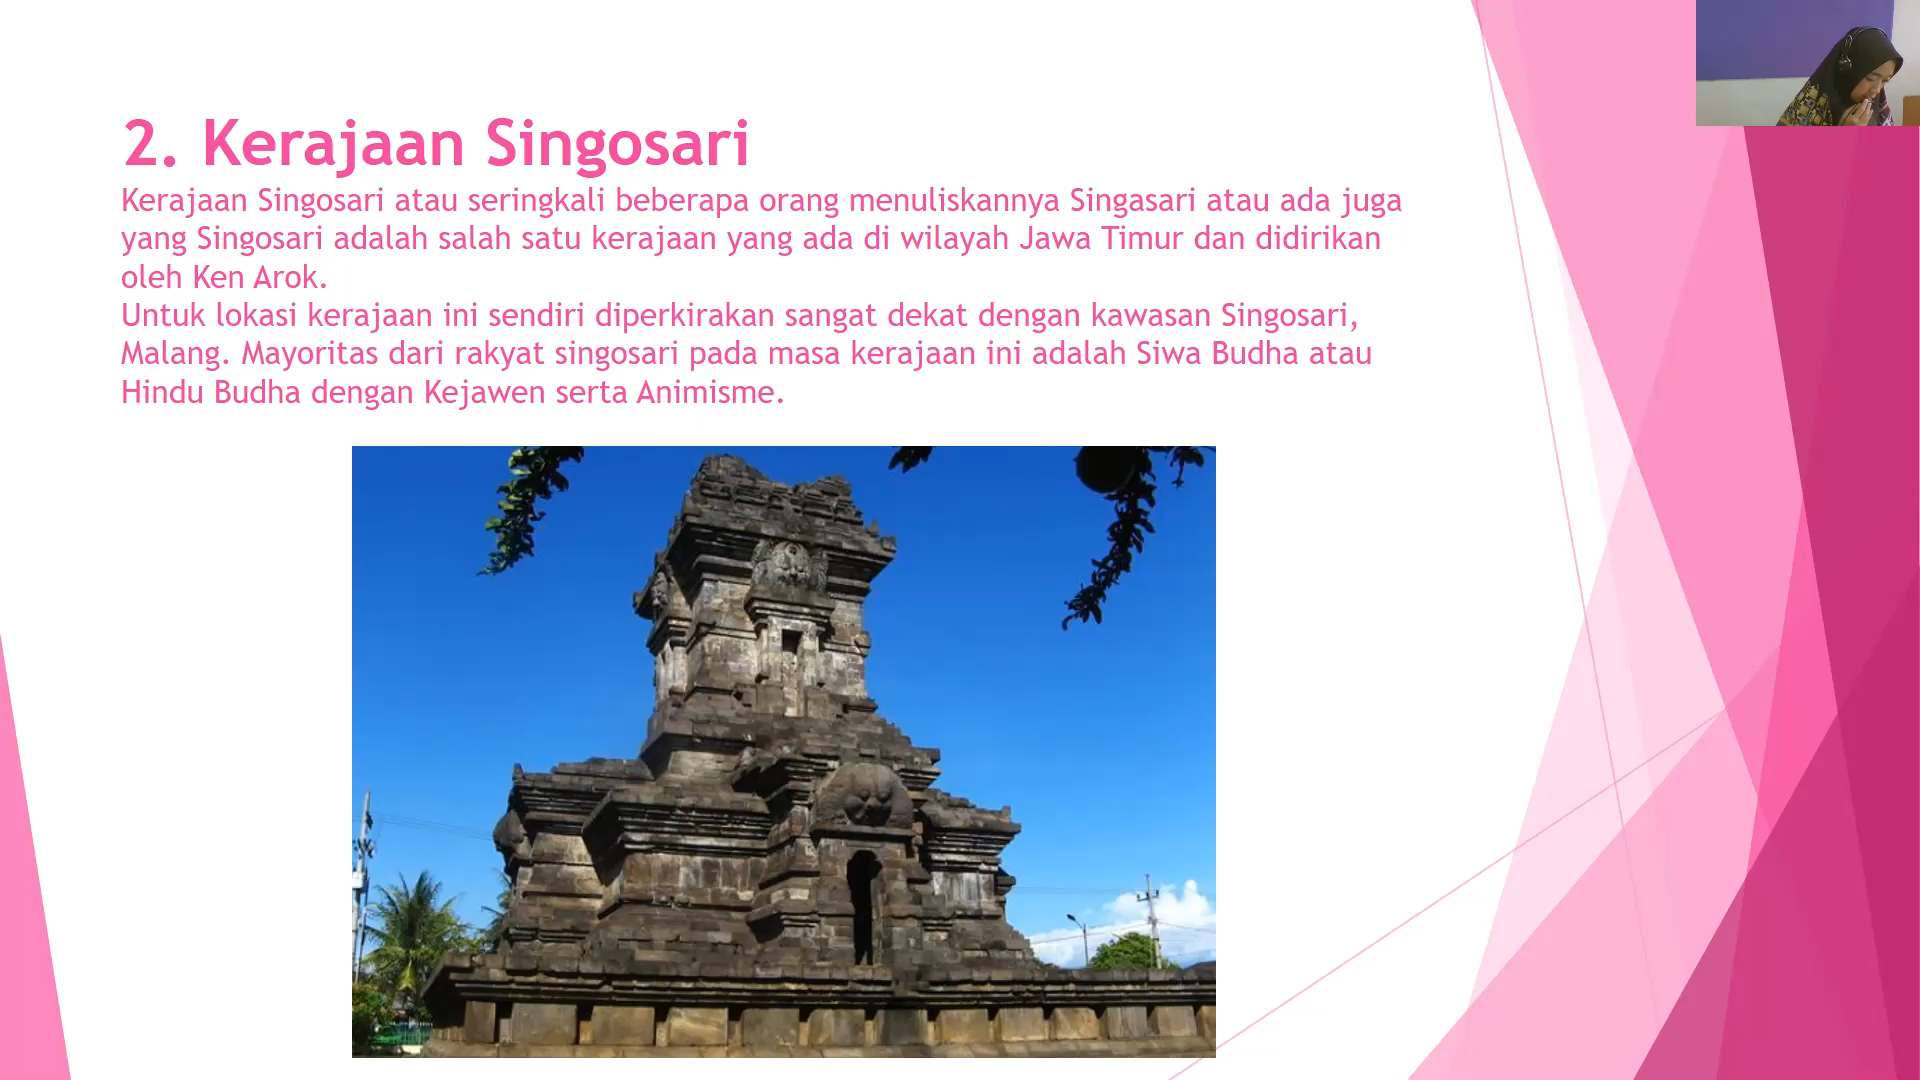 2. Kerajaan Singosari
Kerajaan Singosari atau seringkali beberapa orang menuliskannya Singasari atau ada juga
yang Singosari adalah salah satu kerajaan yang ada di wilayah Jawa Timur dan didirikan
oleh Ken Arok.
Untuk lokasi kerajaan ini sendiri diperkirakan sangat dekat dengan kawasan Singosari,
Malang. Mayoritas dari rakyat singosari pada masa kerajaan ini adalah Siwa Budha atau
Hindu Budha dengan Kejawen serta Animisme.